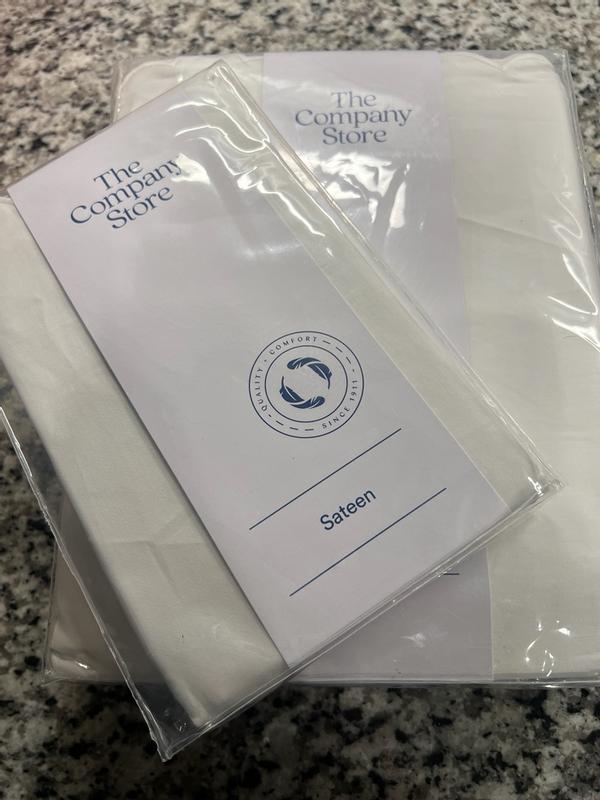 The
Company
Store
The
Company
Store
QUALITY · COMFORT
SINCE 1911
Sateen